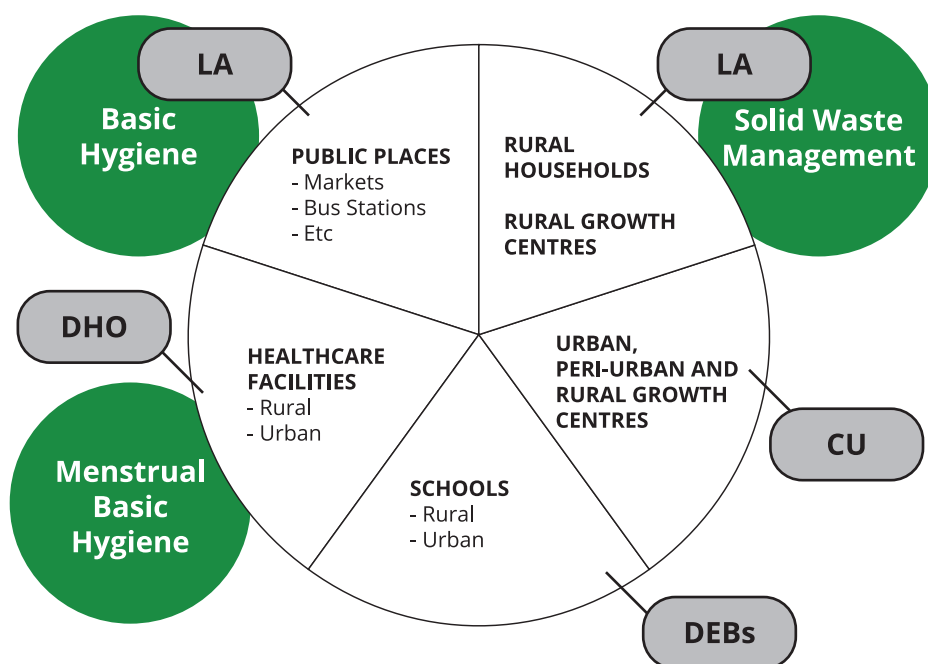 LA
Basic
Hygiene
PUBLIC PLACES
- Markets
- Bus Stations
- Etc
LA
Solid Waste
Management
RURAL
HOUSEHOLDS
RURAL GROWTH
CENTRES
DHO
HEALTHCARE
FACILITIES
- Rural
- Urban
URBAN,
PERI-URBAN AND
RURAL GROWTH
CENTRES
CU
Menstrual
Basic
Hygiene
SCHOOLS
- Rural
- Urban
DEBs